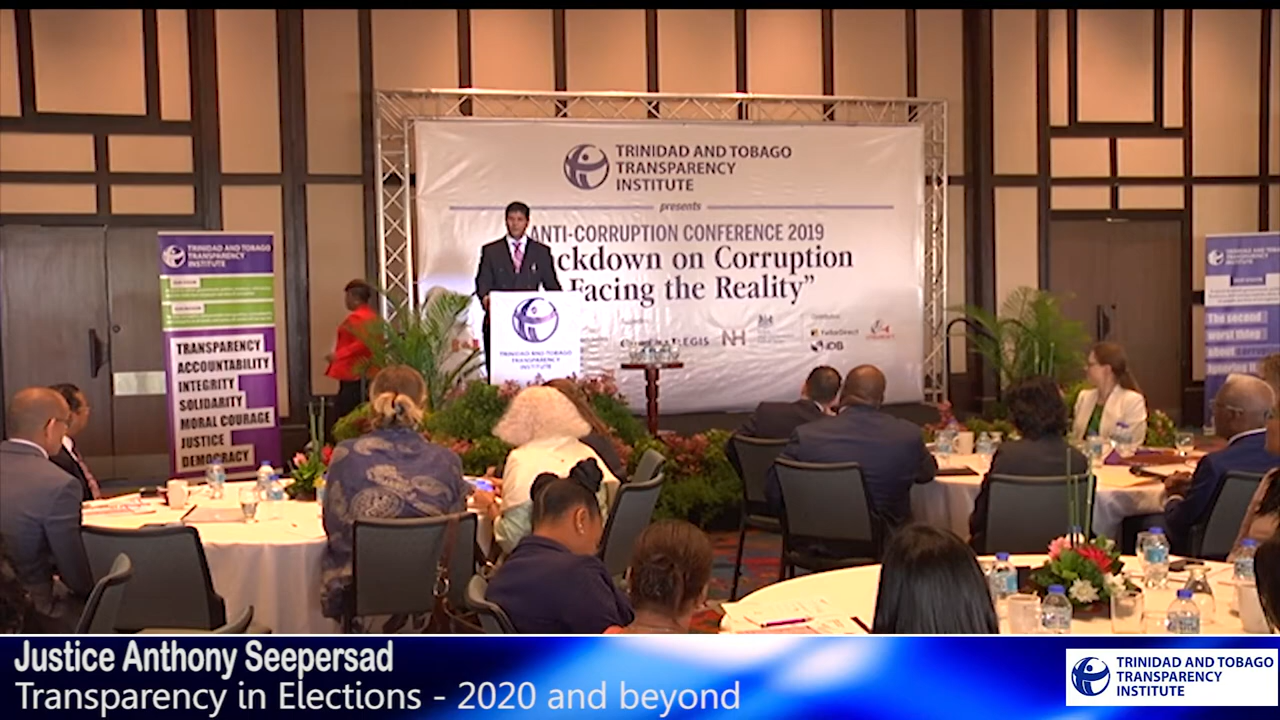 TRINIDAD AND TOBAGO
TRANSPARENCY
INSTITUTE
presents
ANTI-CORRUPTION CONFERENCE 2019
ckdown on Corruption
Facing the Reality”
TRINIDAD AND TOBAGO
TRANSPARENCY
INSTITUTE
TRANSPARENCY
ACCOUNTABILITY
INTEGRITY
SOLIDARITY
MORAL COURAGE
JUSTICE
DEMOCRACY
TRINIDAD AND TOBAGO
TRANSPARENCY
INSTITUTE
NH
IDB
The second
worst thing
Justice Anthony Seepersad
Transparency in Elections - 2020 and beyond
TRINIDAD AND TOBAGO
TRANSPARENCY
INSTITUTE